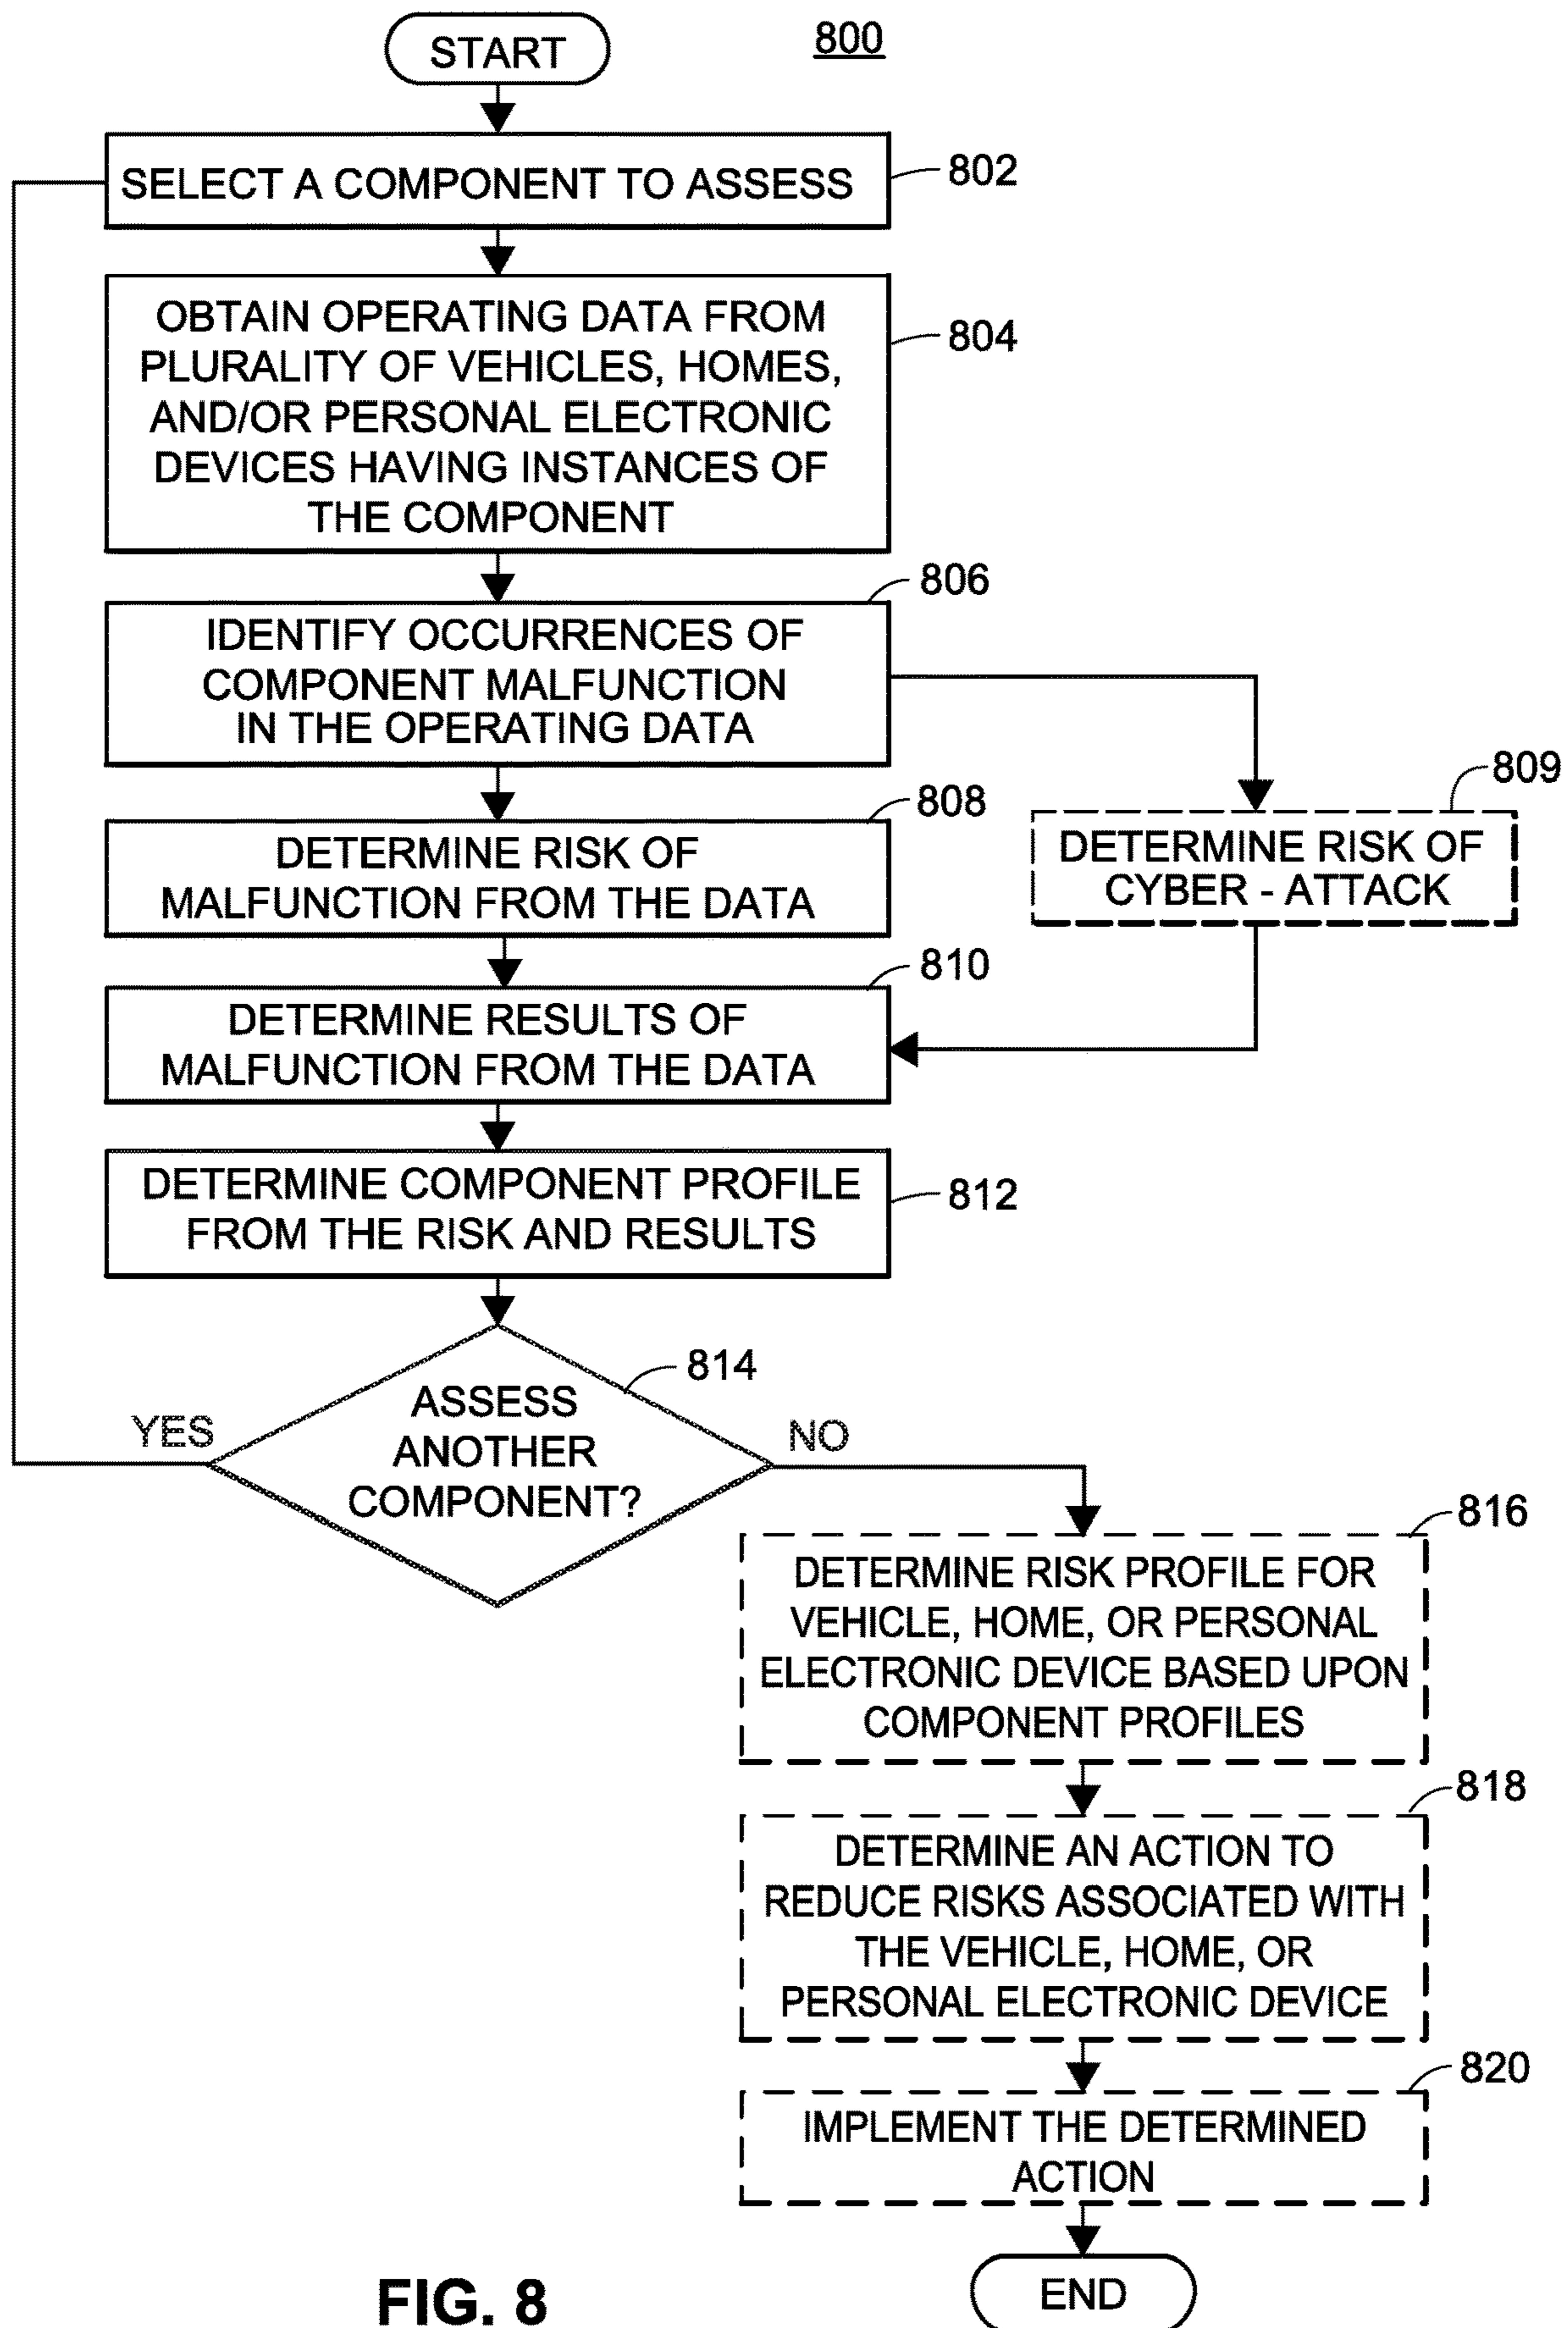 START
800
SELECT A COMPONENT TO ASSESS
802
OBTAIN OPERATING DATA FROM
PLURALITY OF VEHICLES, HOMES,
AND/OR PERSONAL ELECTRONIC
DEVICES HAVING INSTANCES OF
THE COMPONENT
804
IDENTIFY OCCURRENCES OF
COMPONENT MALFUNCTION
IN THE OPERATING DATA
806
DETERMINE RISK OF
MALFUNCTION FROM THE DATA
808
DETERMINE RISK OF
CYBER - ATTACK
809
DETERMINE RESULTS OF
MALFUNCTION FROM THE DATA
810
DETERMINE COMPONENT PROFILE
FROM THE RISK AND RESULTS
812
ASSESS
ANOTHER
COMPONENT?
814
YES
NO
DETERMINE RISK PROFILE FOR
VEHICLE, HOME, OR PERSONAL
ELECTRONIC DEVICE BASED UPON
COMPONENT PROFILES
816
DETERMINE AN ACTION TO
REDUCE RISKS ASSOCIATED WITH
THE VEHICLE, HOME, OR
PERSONAL ELECTRONIC DEVICE
818
IMPLEMENT THE DETERMINED
ACTION
820
END
FIG. 8